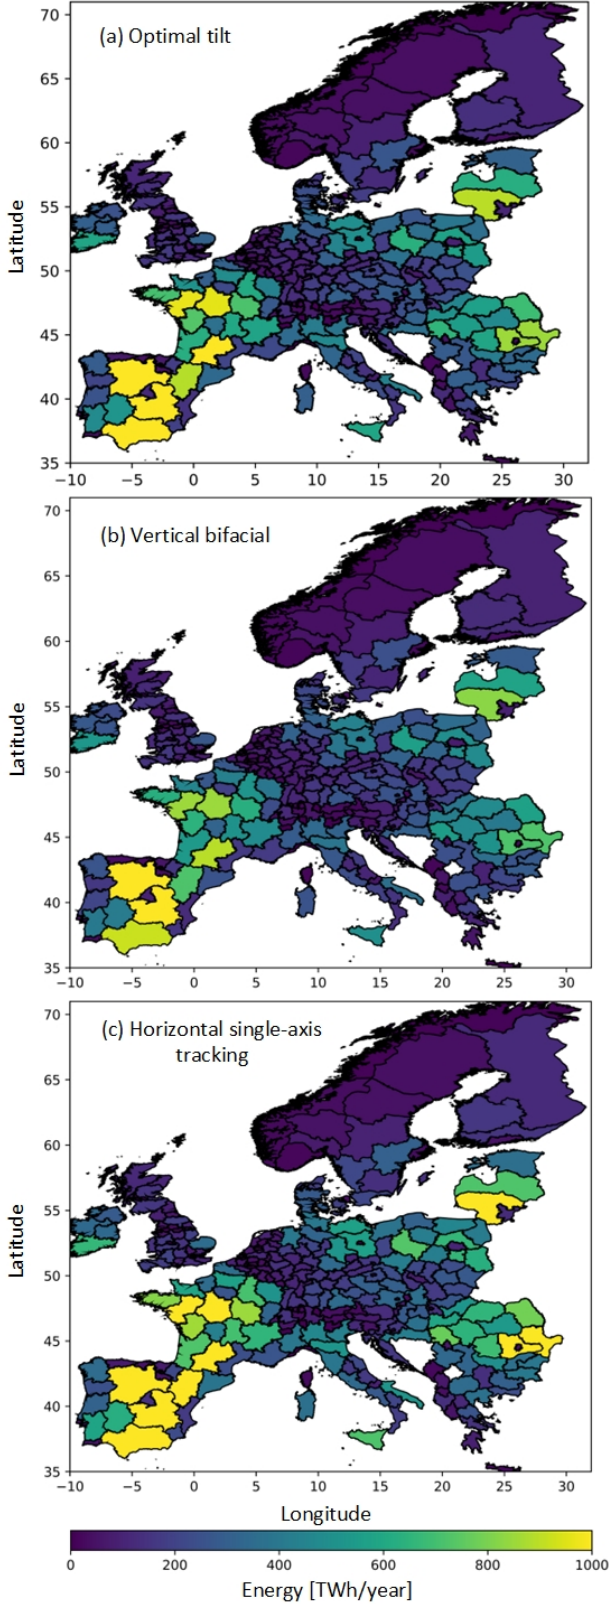 (a) Optimal tilt
70
65
60
55
50
45
40
35
Latitude
−10 −5 0 5 10 15 20 25 30
(b) Vertical bifacial
70
65
60
55
50
45
40
35
Latitude
−10 −5 0 5 10 15 20 25 30
(c) Horizontal single-axis
tracking
70
65
60
55
50
45
40
35
Latitude
−10 −5 0 5 10 15 20 25 30
Longitude
0 200 400 600 800 1000
Energy [TWh/year]